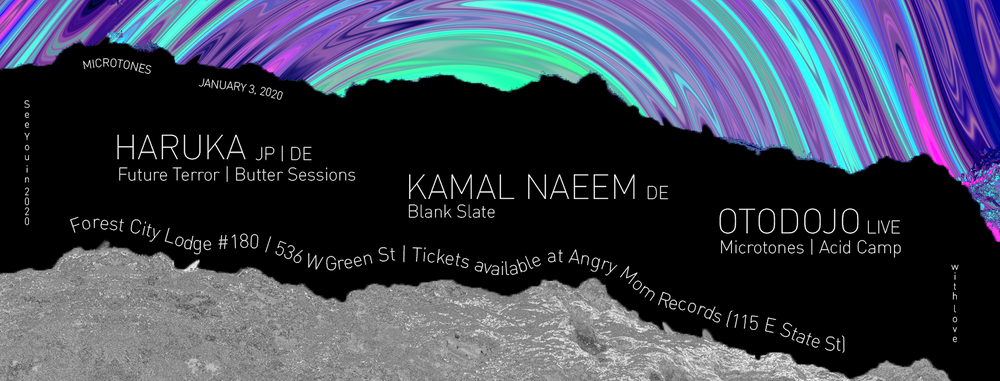 MICROTONES
JANUARY 3, 2020
See You in 2020
HARUKA JP | DE
Future Terror | Butter Sessions
KAMAL NAEEM DE
Blank Slate
OTODOJO LIVE
Microtones | Acid Camp
Forest City Lodge #180 / 536 W Green St | Tickets available at Angry Mom Records (115 E State St)
with love